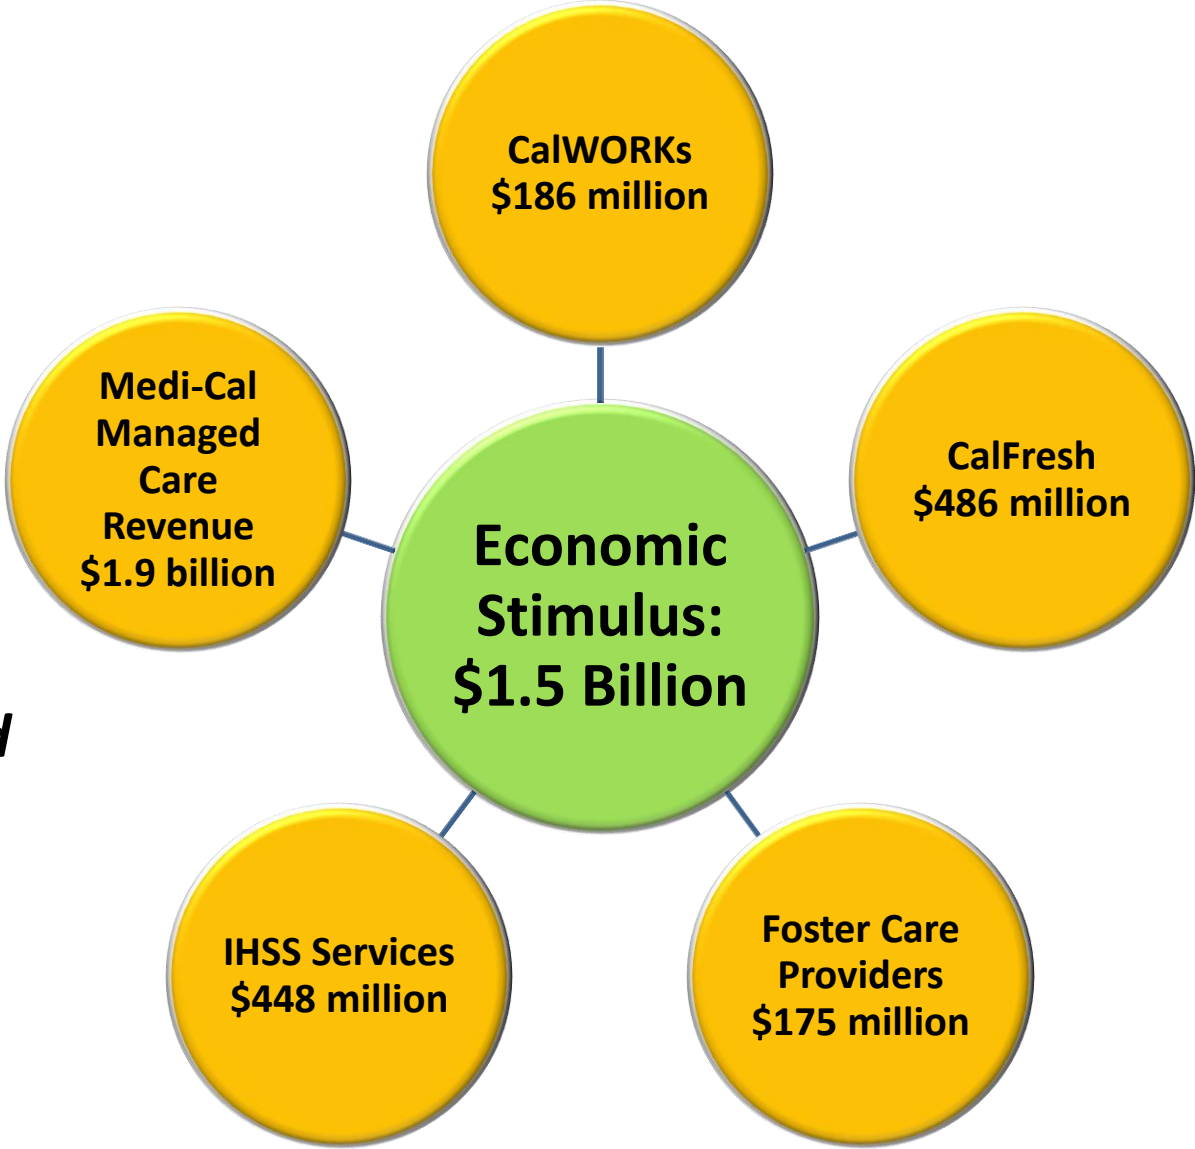 CalWORKs
$186 million
Medi-Cal
Managed
Care
Revenue
$1.9 billion
CalFresh
$486 million
Economic
Stimulus:
$1.5 Billion
IHSS Services
$448 million
Foster Care
Providers
$175 million